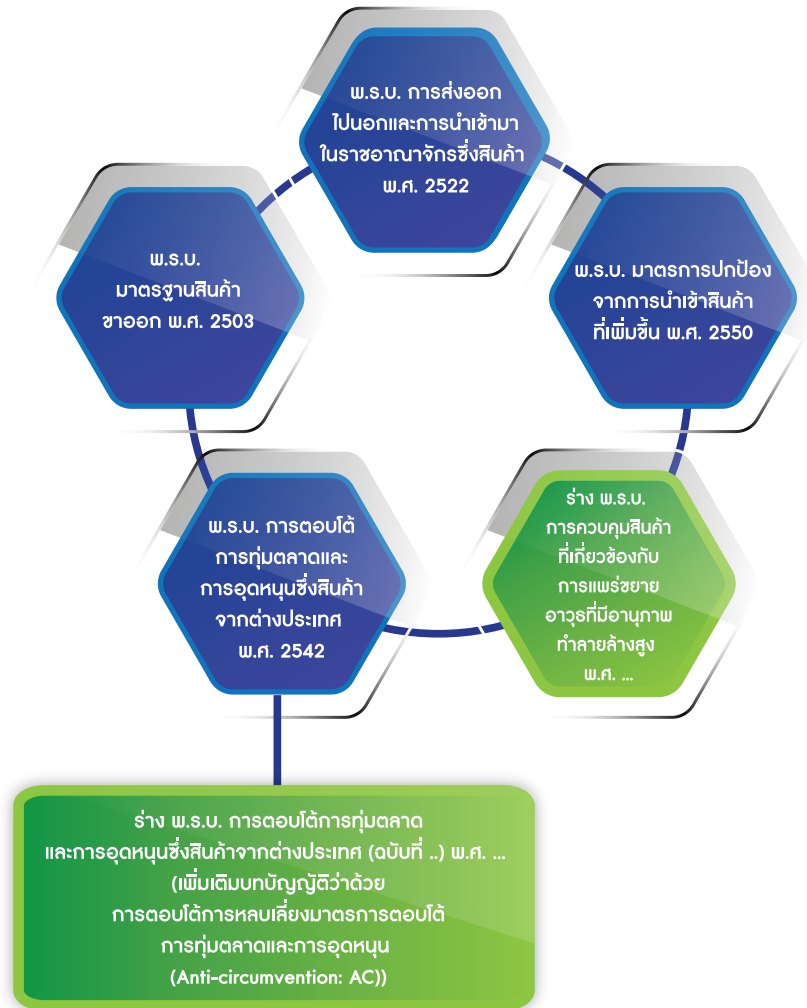 พ.ร.บ. การส่งออก
ไปนอกและการนำเข้ามา
ในราชอาณาจักรซึ่งสินค้า
พ.ศ. 2522
พ.ร.บ.
มาตรฐานสินค้า
ขาออก พ.ศ. 2503
พ.ร.บ. มาตรการปกป้อง
จากการนำเข้าสินค้า
ที่เพิ่มขึ้น พ.ศ. 2550
พ.ร.บ. การตอบโต้
การทุ่มตลาดและ
การอุดหนุนซึ่งสินค้า
จากต่างประเทศ
พ.ศ. 2542
ร่าง พ.ร.บ.
การควบคุมสินค้า
ที่เกี่ยวข้องกับ
การแพร่ขยาย
อาวุธที่มีอานุภาพ
ทำลายล้างสูง
พ.ศ. ...
ร่าง พ.ร.บ. การตอบโต้การทุ่มตลาด
และการอุดหนุนซึ่งสินค้าจากต่างประเทศ (ฉบับที่ ..) พ.ศ. ...
(เพิ่มเติมบทบัญญัติว่าด้วย
การตอบโต้การหลบเลี่ยงมาตรการตอบโต้
การทุ่มตลาดและการอุดหนุน
(Anti-circumvention: AC))